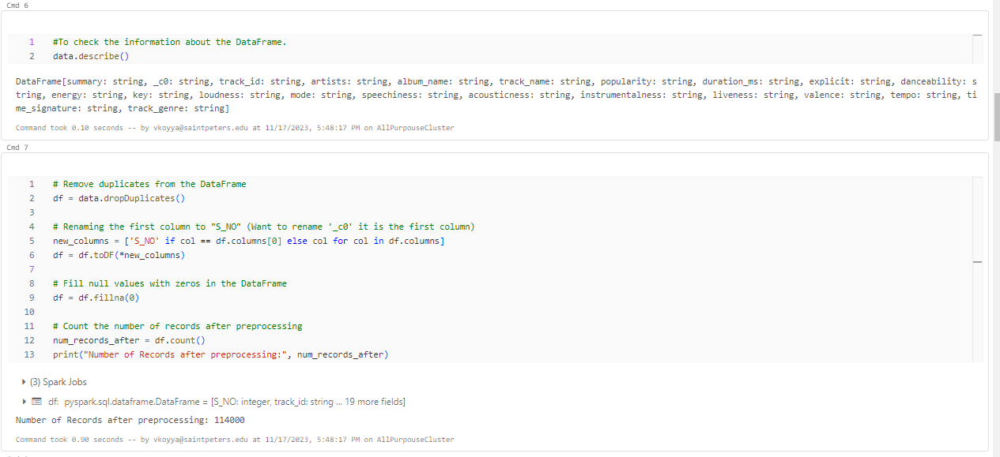 Cmd 6
1 #To check the information about the DataFrame.
2 data.describe()
DataFrame[summary: string, _c0: string, track_id: string, artists: string, album_name: string, track_name: string, popularity: string, duration_ms: string, explicit: string, danceability: s
tring, energy: string, key: string, loudness: string, mode: string, speechiness: string, acousticness: string, instrumentalness: string, liveness: string, valence: string, tempo: string, ti
me_signature: string, track_genre: string]
Command took 0.10 seconds -- by vkoyya@saintpeters.edu at 11/17/2023, 5:48:17 PM on AllPurpouseCluster
Cmd 7
1 # Remove duplicates from the DataFrame
2 df = data.dropDuplicates()
3
4 # Renaming the first column to "S_NO" (Want to rename '_c0' it is the first column)
5 new_columns = ['S_NO' if col == df.columns[0] else col for col in df.columns]
6 df = df.toDF(*new_columns)
7
8 # Fill null values with zeros in the DataFrame
9 df = df.fillna(0)
10
11 # Count the number of records after preprocessing
12 num_records_after = df.count()
13 print("Number of Records after preprocessing:", num_records_after)
(3) Spark Jobs
df: pyspark.sql.dataframe.DataFrame = [S_NO: integer, track_id: string ... 19 more fields]
Number of Records after preprocessing: 114000
Command took 0.90 seconds -- by vkoyya@saintpeters.edu at 11/17/2023, 5:48:17 PM on AllPurpouseCluster